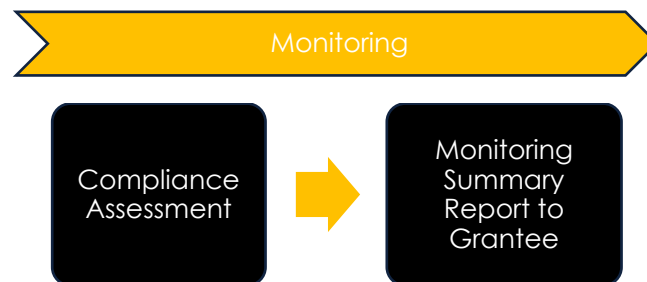 Monitoring
Compliance
Assessment
Monitoring
Summary
Report to
Grantee